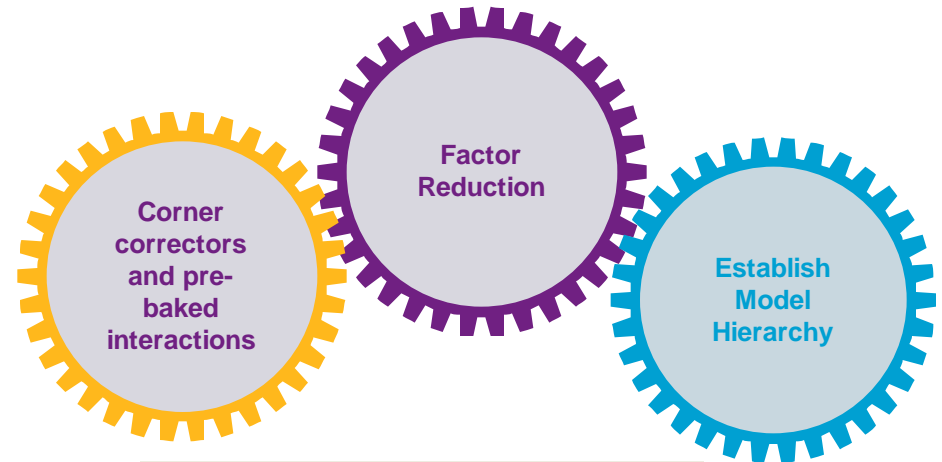 Corner
correctors
and pre-
baked
interactions
Factor
Reduction
Establish
Model
Hierarchy